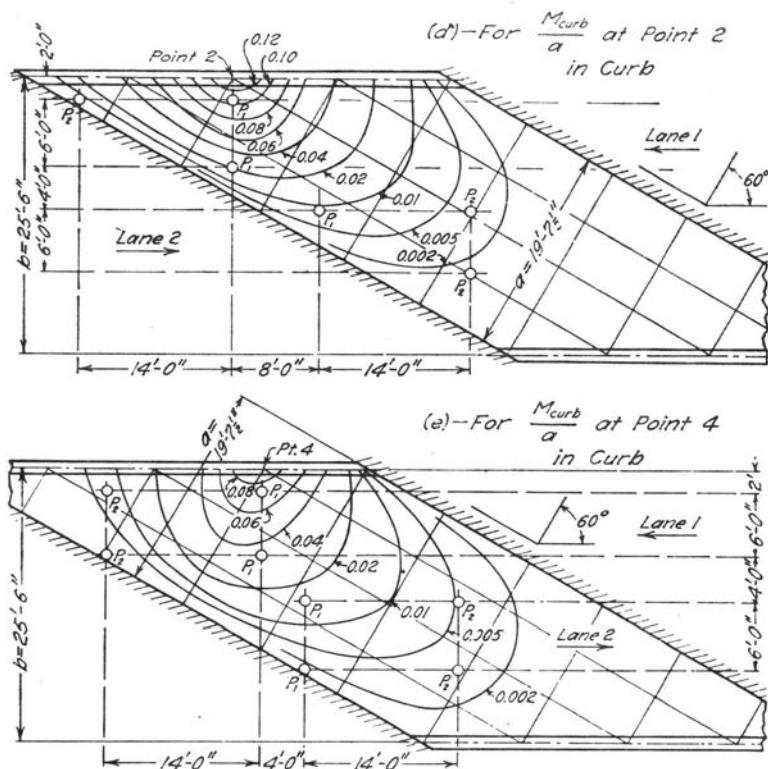 (d)-For M curb / a at Point 2
in Curb
2'-0"
Point 2
0.12
0.10
P₂
P₁
0.08
0.06
0.04
0.02
0.01
0.005
0.002
P₁
P₁
P₂
P₂
Lane 1
60°
a=19'-7½"
Lane 2
b=25'-6"
6'-0"
4'-0"
6'-0"
14'-0"
8'-0"
14'-0"
(e)-For M curb / a at Point 4
in Curb
a=
19'-7½"
Pt.4
0.08
P₁
P₂
0.06
0.04
0.02
0.01
0.005
0.002
P₂
P₁
P₁
P₂
P₁
P₂
Lane 1
60°
Lane 2
2'
6'-0"
4'-0"
6'-0"
b=25'-6"
14'-0"
4'-0"
14'-0"